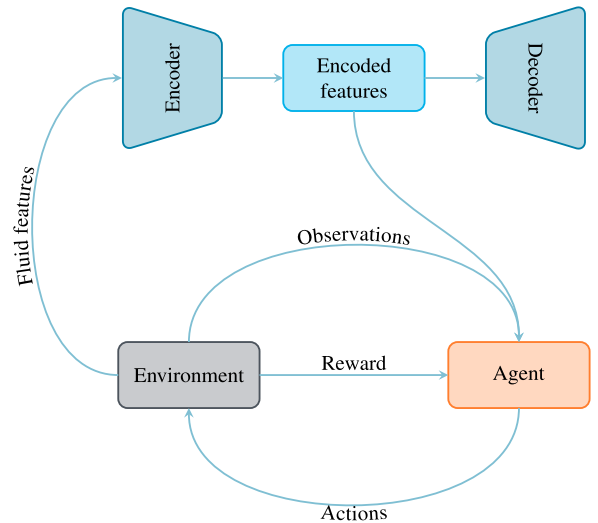 Encoder
Encoded
features
Decoder
Fluid features
Observations
Environment
Reward
Agent
Actions